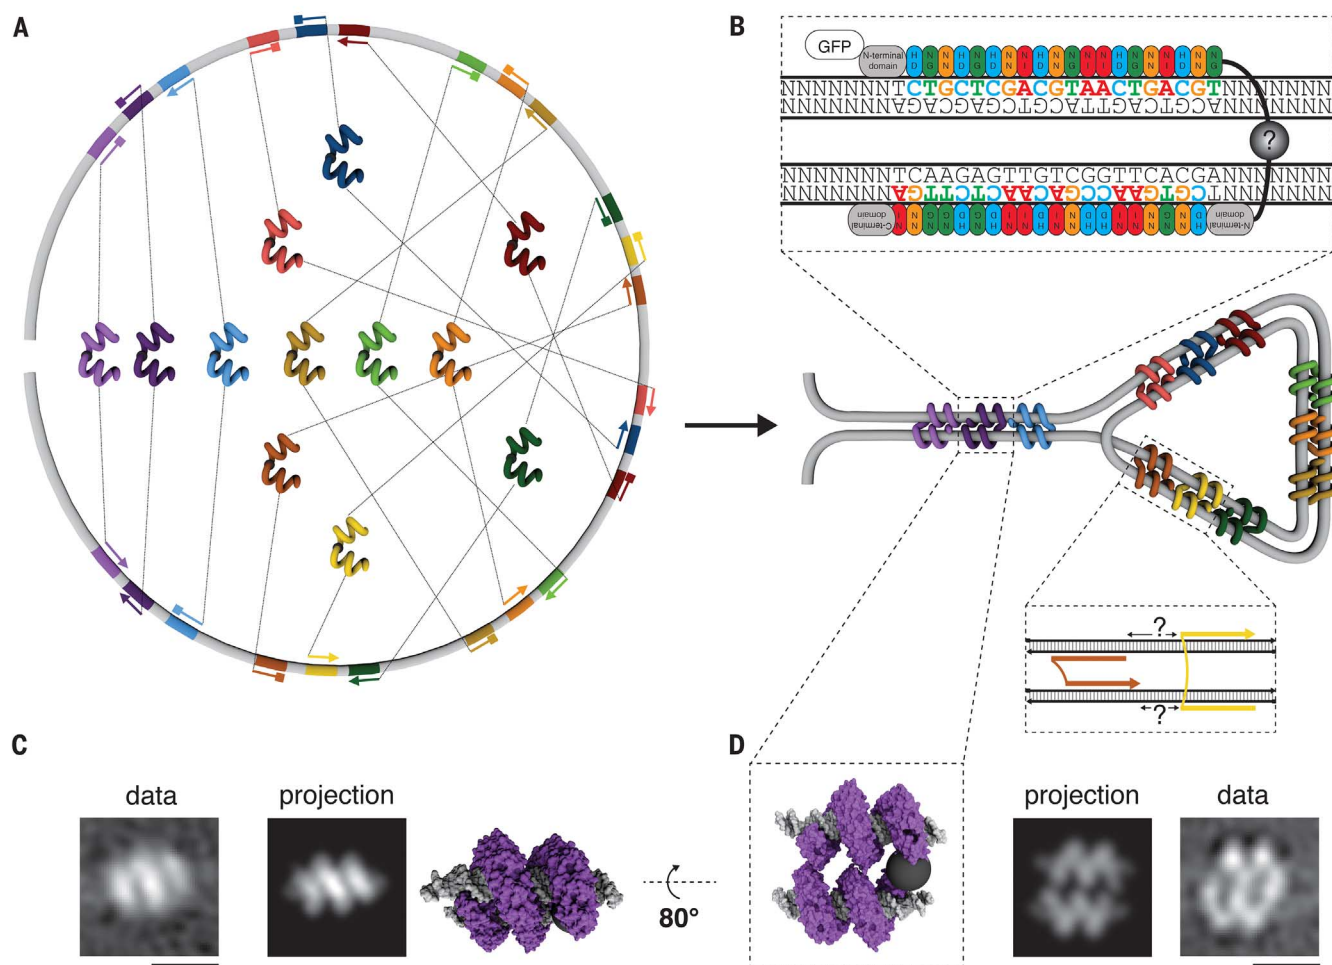 A
B
GFP
N-terminal
domain
H N N H N H N N H N N N N H N N N H N N
D G N D G D N I D N G I I D G N I D N G
NNNNNNNTCTGCTCGACGTAACTGACGTNNNNNNN
NNNNNNNAGACGAGCTGCATTGACTGCANNNNNNN
?
NNNNNNNTCAAGAGTTGTCGGTTCACGANNNNNNN
NNNNNNNAGTTCTCAACAGCCAAGTGCTNNNNNNN
C-terminal
domain
I N G G D G D I I D I N D D I I N G N D
N N N N H N H N N H N N H H N N N N N H
N-terminal
domain
?
?
C
D
data
projection
80°
projection
data